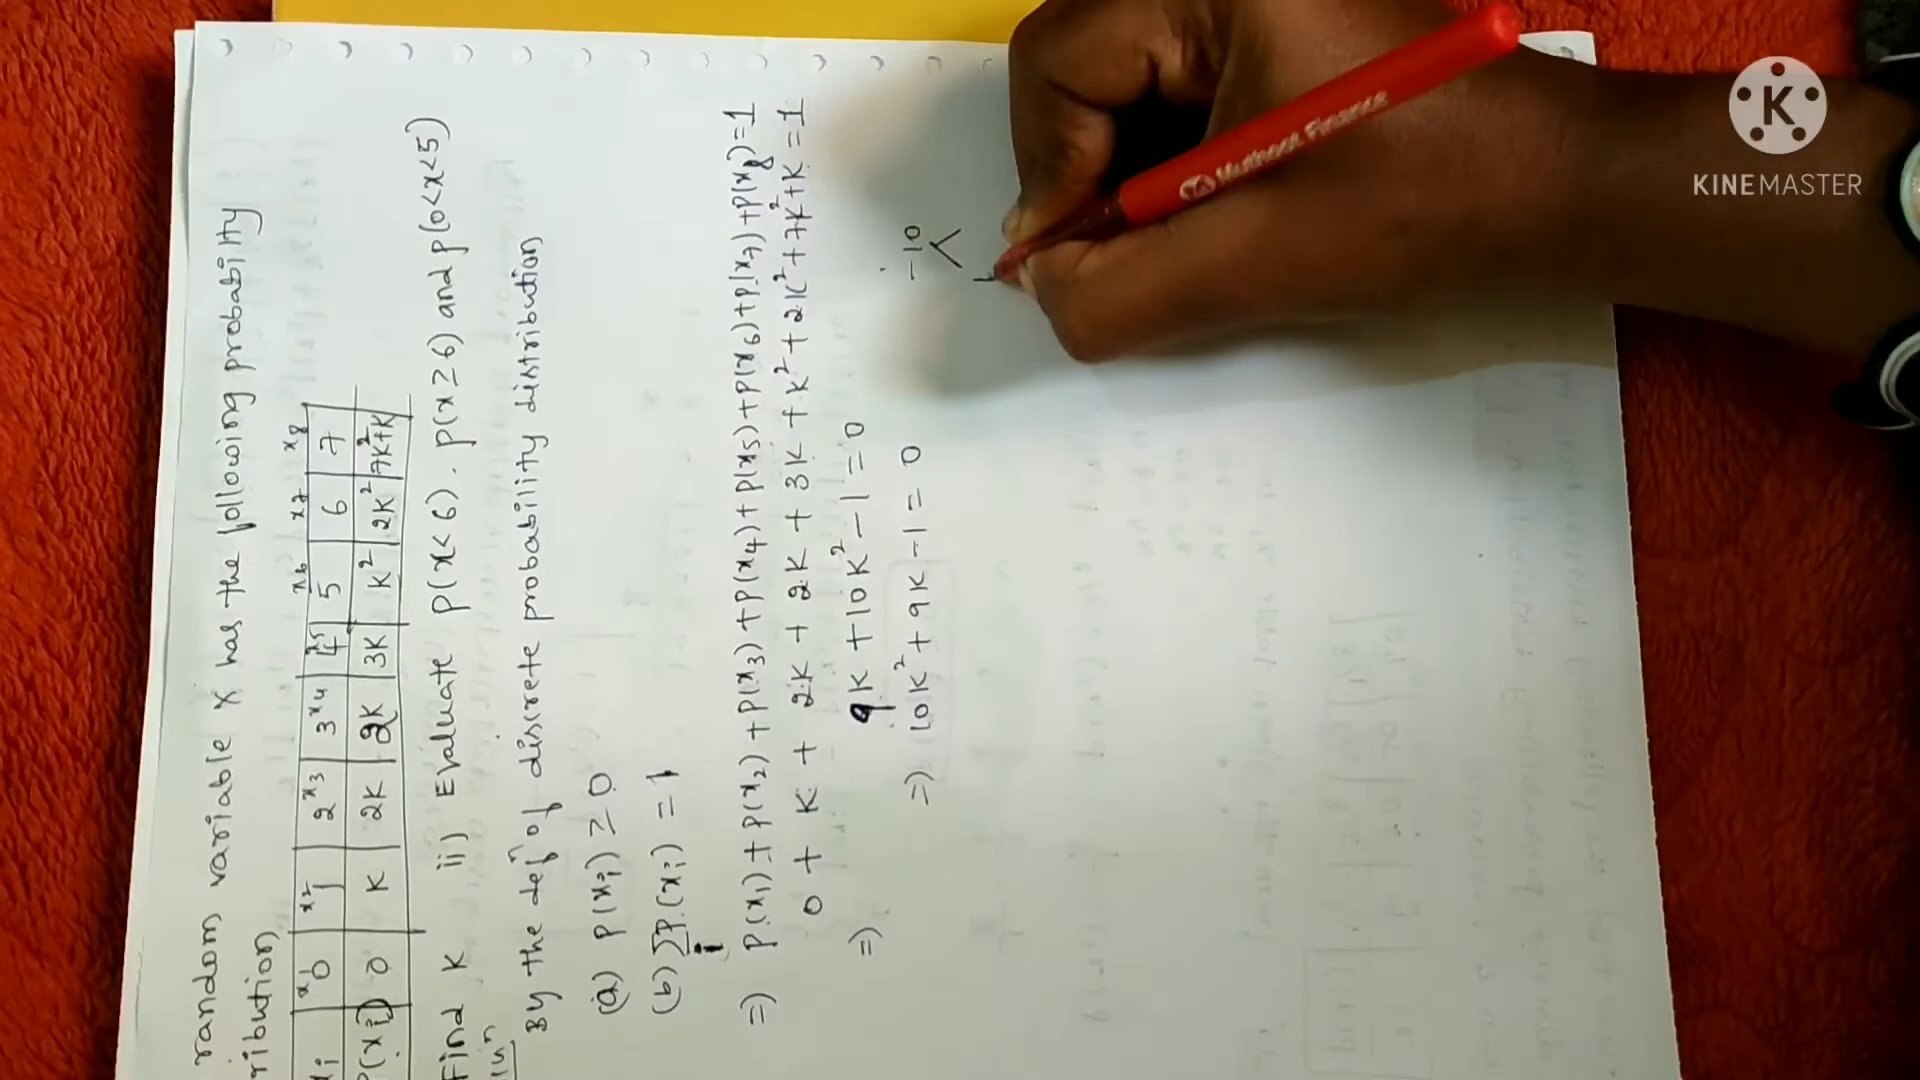 random variable x has the following probability
ribution
x1 x2 x3 x4 x5 x6 x7 x8
xi 0 1 2 3 4 5 6 7
P(xi) 0 K 2K 2K 3K K² 2K² 7K²+K
Find K ii) Evaluate P(x<6). P(x≥6) and P(0<x<5)
lnⁿ
By the defⁿ of discrete probability distribution
(a) P(xi) ≥ 0
(b) ∑P(xi) = 1
i
=) P(x1)+P(x2)+P(x3)+P(x4)+P(x5)+P(x6)+P(x7)+P(x8)=1
0 + K + 2K + 2K + 3K + K² + 2K² + 7K²+K = 1
=) 9K + 10K² - 1 = 0
=) 10K² + 9K - 1 = 0
-10
Muthoot Finance
K
KINEMASTER